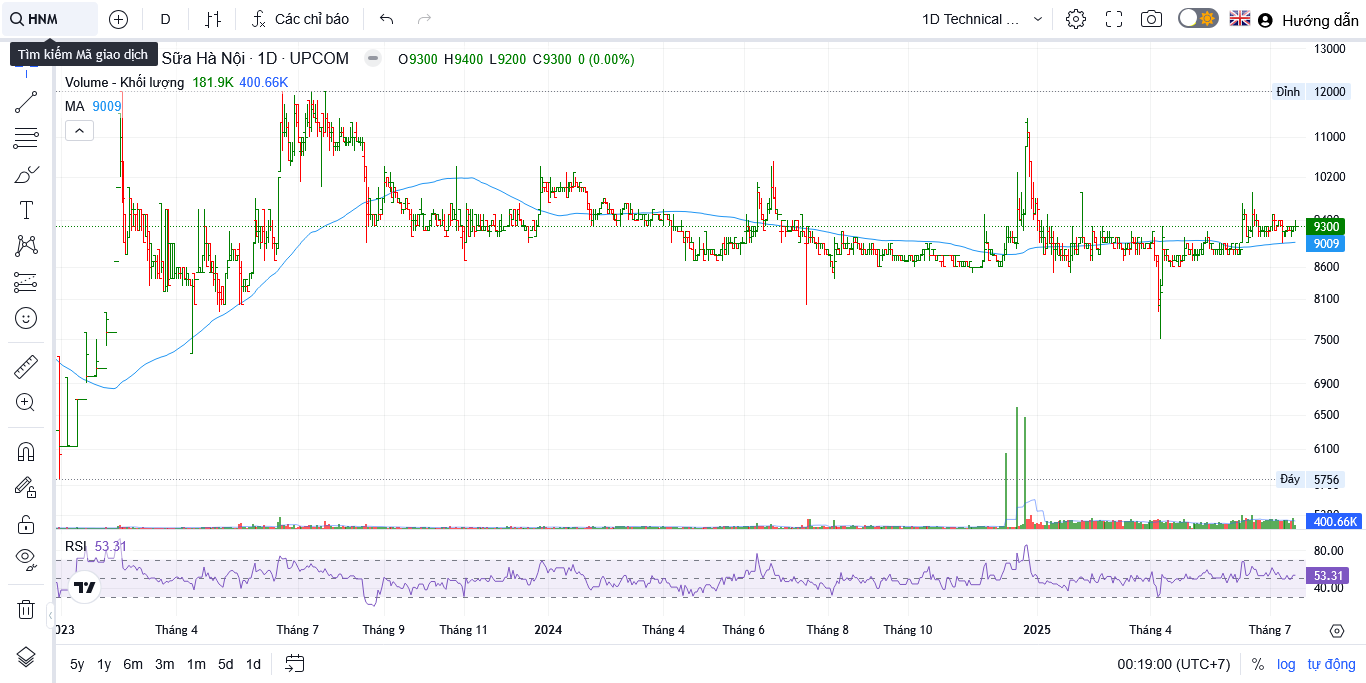 HNM
D
Các chỉ báo
1D Technical ...
Hướng dẫn
Tìm kiếm Mã giao dịch
Sữa Hà Nội · 1D · UPCOM
O9300 H9400 L9200 C9300 0 (0.00%)
Volume - Khối lượng 181.9K 400.66K
MA 9009
13000
Đỉnh 12000
11000
10200
9300
9009
8600
8100
7500
6900
6500
6100
Đáy 5756
400.66K
RSI 53.31
80.00
53.31
40.00
023 Tháng 4 Tháng 7 Tháng 9 Tháng 11 2024 Tháng 4 Tháng 6 Tháng 8 Tháng 10 2025 Tháng 4 Tháng 7
5y 1y 6m 3m 1m 5d 1d
00:19:00 (UTC+7) % log tự động